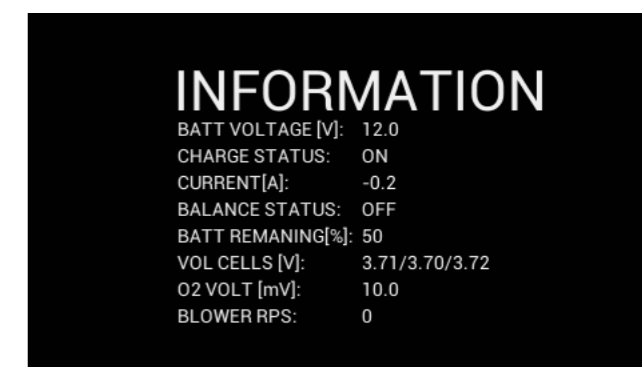 INFORMATION
BATT VOLTAGE [V]: 12.0
CHARGE STATUS: ON
CURRENT[A]: -0.2
BALANCE STATUS: OFF
BATT REMANING[%]: 50
VOL CELLS [V]: 3.71/3.70/3.72
O2 VOLT [mV]: 10.0
BLOWER RPS: 0